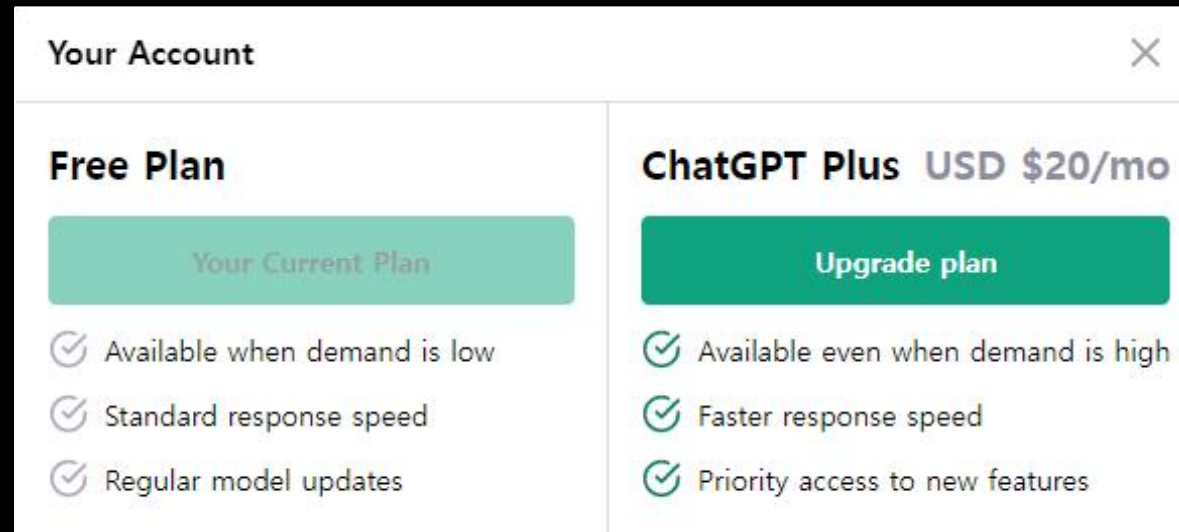 Your Account
Free Plan
Your Current Plan
Available when demand is low
Standard response speed
Regular model updates
ChatGPT Plus USD $20/mo
Upgrade plan
Available even when demand is high
Faster response speed
Priority access to new features